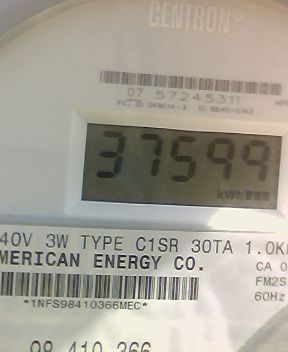 CENTRON®
07 57245311
37599
kWh
40V 3W TYPE C1SR 30TA 1.0K
MERICAN ENERGY CO.
CA 0
FM2S
60Hz
*1NFS98410366MEC*
98 410 366